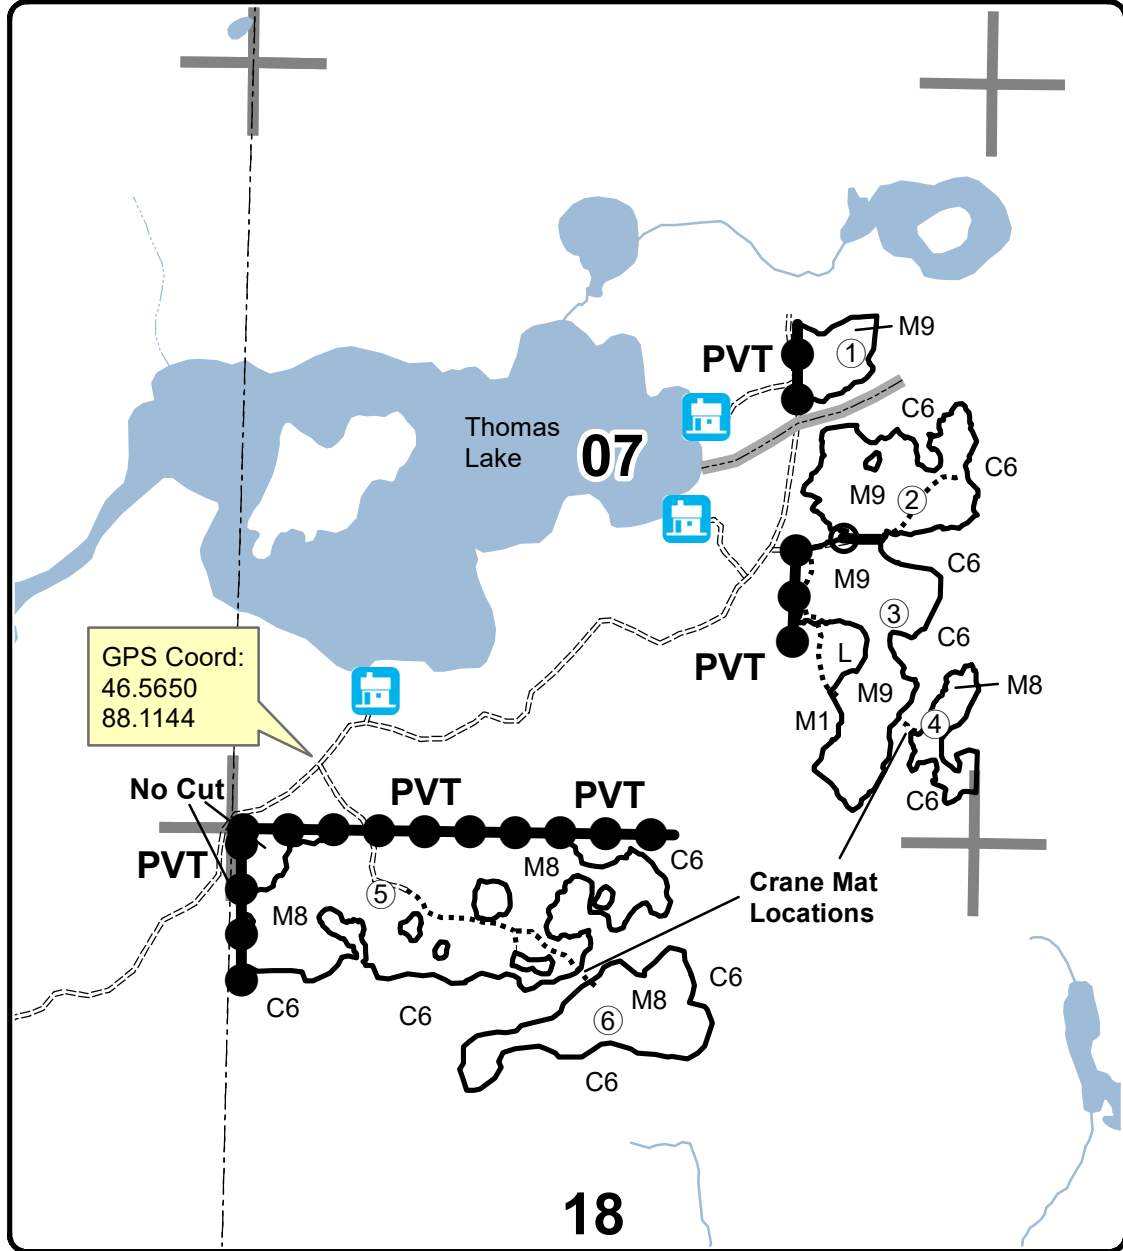 M9
PVT
1
C6
Thomas
Lake
07
C6
M9
2
C6
M9
3
C6
GPS Coord:
46.5650
88.1144
PVT
L
M9
M8
M1
4
No Cut
PVT
PVT
C6
PVT
M8
C6
Crane Mat
Locations
5
M8
C6
M8
C6
C6
6
C6
18